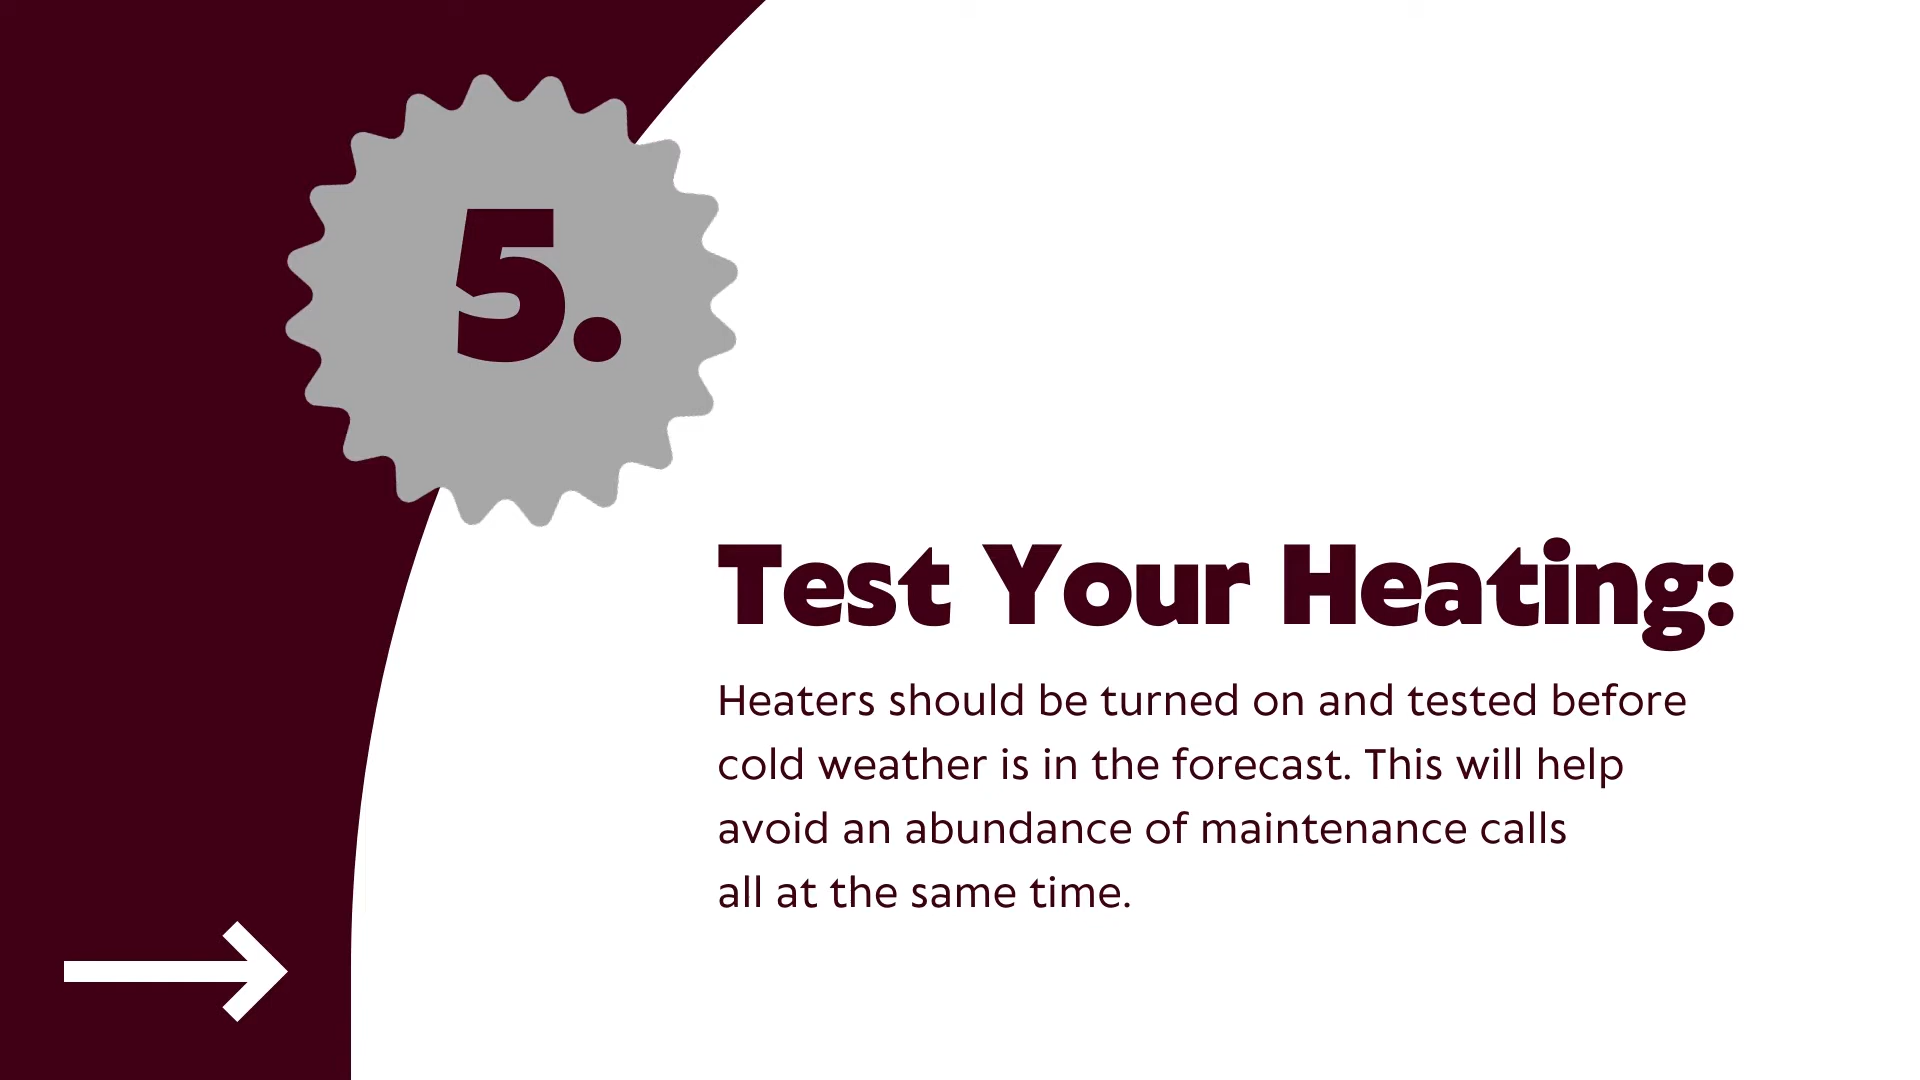 5.
Test Your Heating:
Heaters should be turned on and tested before
cold weather is in the forecast. This will help
avoid an abundance of maintenance calls
all at the same time.